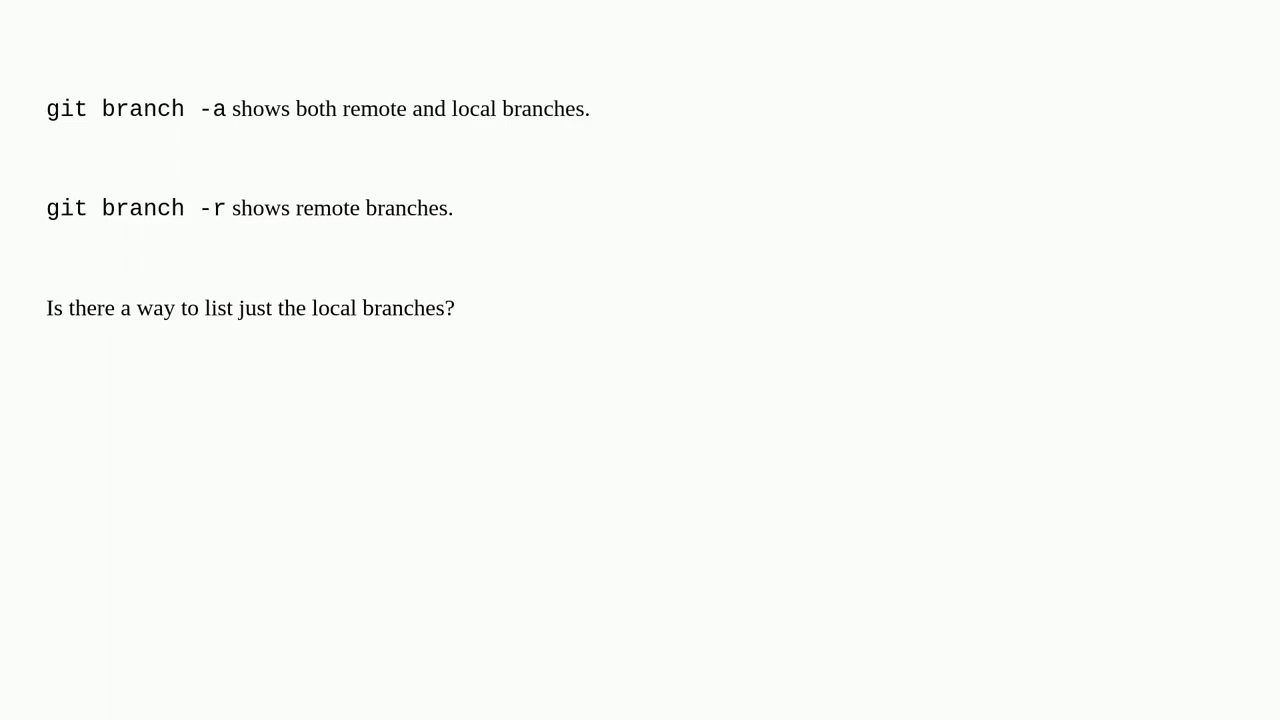 git branch -a shows both remote and local branches.
git branch -r shows remote branches.
Is there a way to list just the local branches?